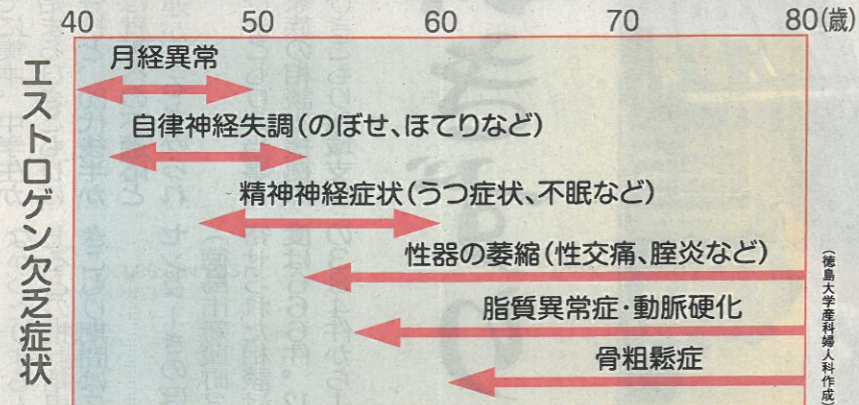 40 50 60 70 80(歳)
エストロゲン欠乏症状
月経異常
自律神経失調(のぼせ、ほてりなど)
精神神経症状(うつ症状、不眠など)
性器の萎縮(性交痛、腟炎など)
脂質異常症・動脈硬化
骨粗鬆症
(徳島大学産科婦人科作成)